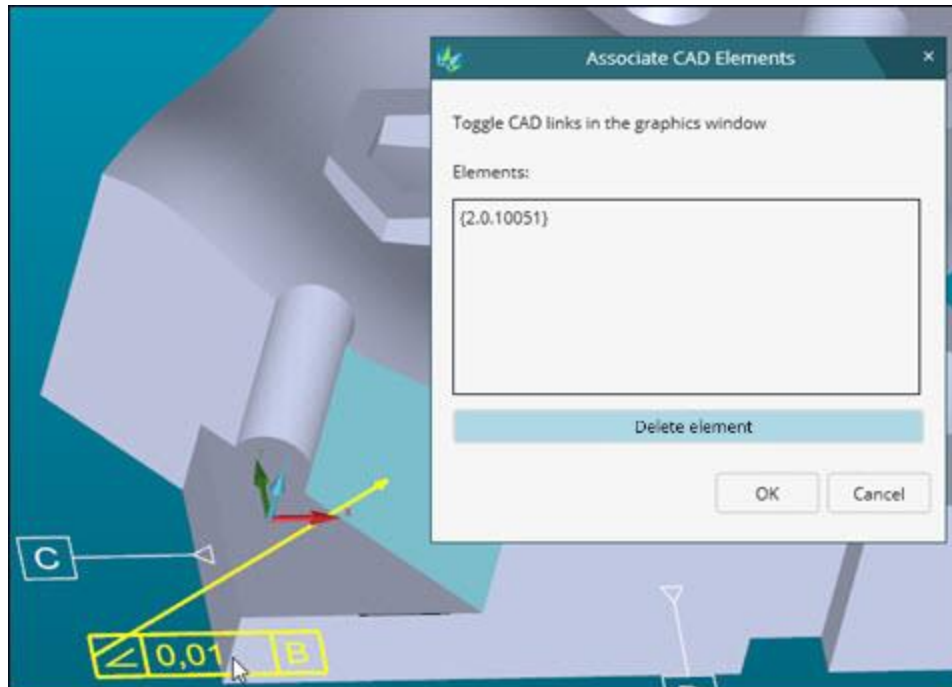 Associate CAD Elements
Toggle CAD links in the graphics window
Elements:
{2.0.10051}
Delete element
OK
Cancel
C
0,01 B